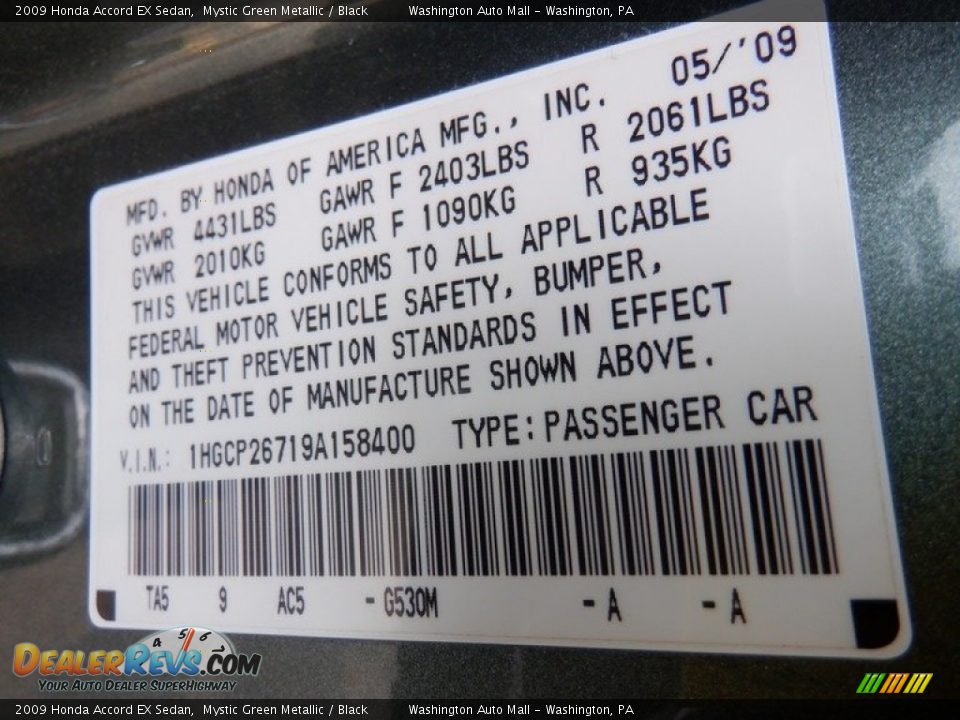 2009 Honda Accord EX Sedan, Mystic Green Metallic / Black Washington Auto Mall - Washington, PA
MFD. BY HONDA OF AMERICA MFG., INC. 05/'09
GVWR 4431LBS GAWR F 2403LBS R 2061LBS
GVWR 2010KG GAWR F 1090KG R 935KG
THIS VEHICLE CONFORMS TO ALL APPLICABLE
FEDERAL MOTOR VEHICLE SAFETY, BUMPER,
AND THEFT PREVENTION STANDARDS IN EFFECT
ON THE DATE OF MANUFACTURE SHOWN ABOVE.
V.I.N.: 1HGCP26719A158400 TYPE:PASSENGER CAR
TA5 9 AC5 -G530M -A -A
4 5 6
DEALERREVS.COM
YOUR AUTO DEALER SUPERHIGHWAY
2009 Honda Accord EX Sedan, Mystic Green Metallic / Black Washington Auto Mall - Washington, PA